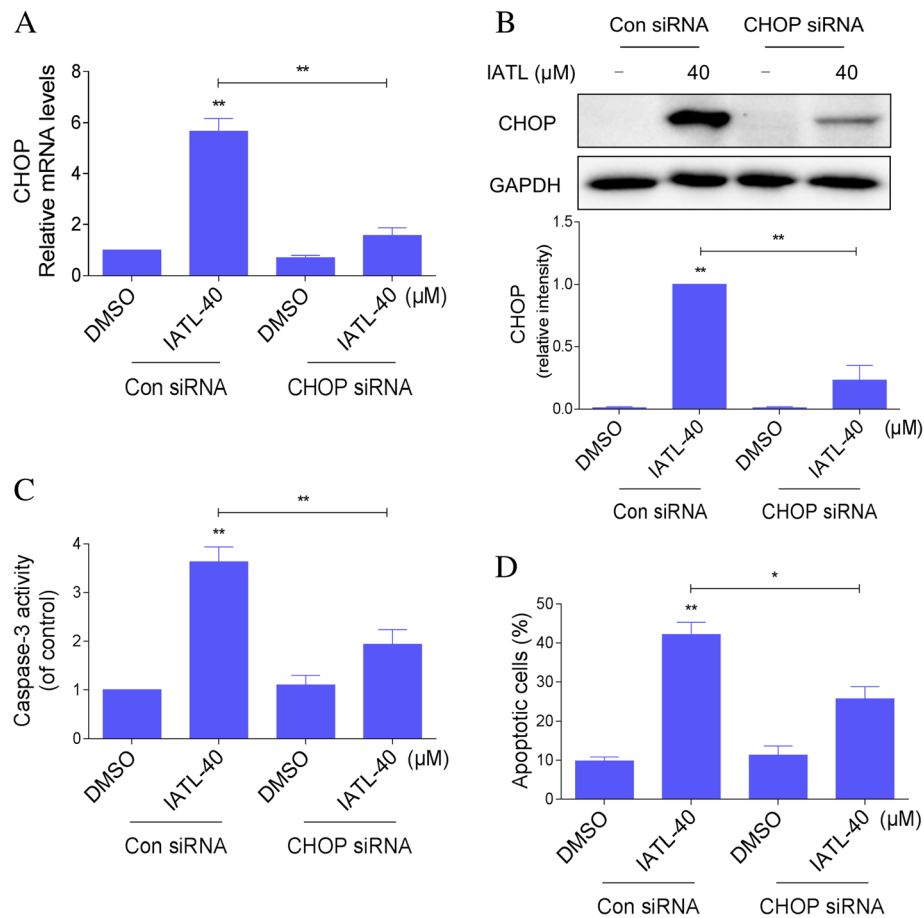 A
CHOP
Relative mRNA levels
8
6
4
2
0
**
**
DMSO
IATL-40
DMSO
IATL-40
(µM)
Con siRNA
CHOP siRNA
B
Con siRNA
CHOP siRNA
IATL (µM)
– 40 – 40
CHOP
GAPDH
CHOP
(relative intensity)
1.5
1.0
0.5
0.0
**
**
DMSO
IATL-40
DMSO
IATL-40
(µM)
Con siRNA
CHOP siRNA
C
Caspase-3 activity
(of control)
4
3
2
1
0
**
**
DMSO
IATL-40
DMSO
IATL-40
(µM)
Con siRNA
CHOP siRNA
D
Apoptotic cells (%)
50
40
30
20
10
0
*
**
DMSO
IATL-40
DMSO
IATL-40
(µM)
Con siRNA
CHOP siRNA